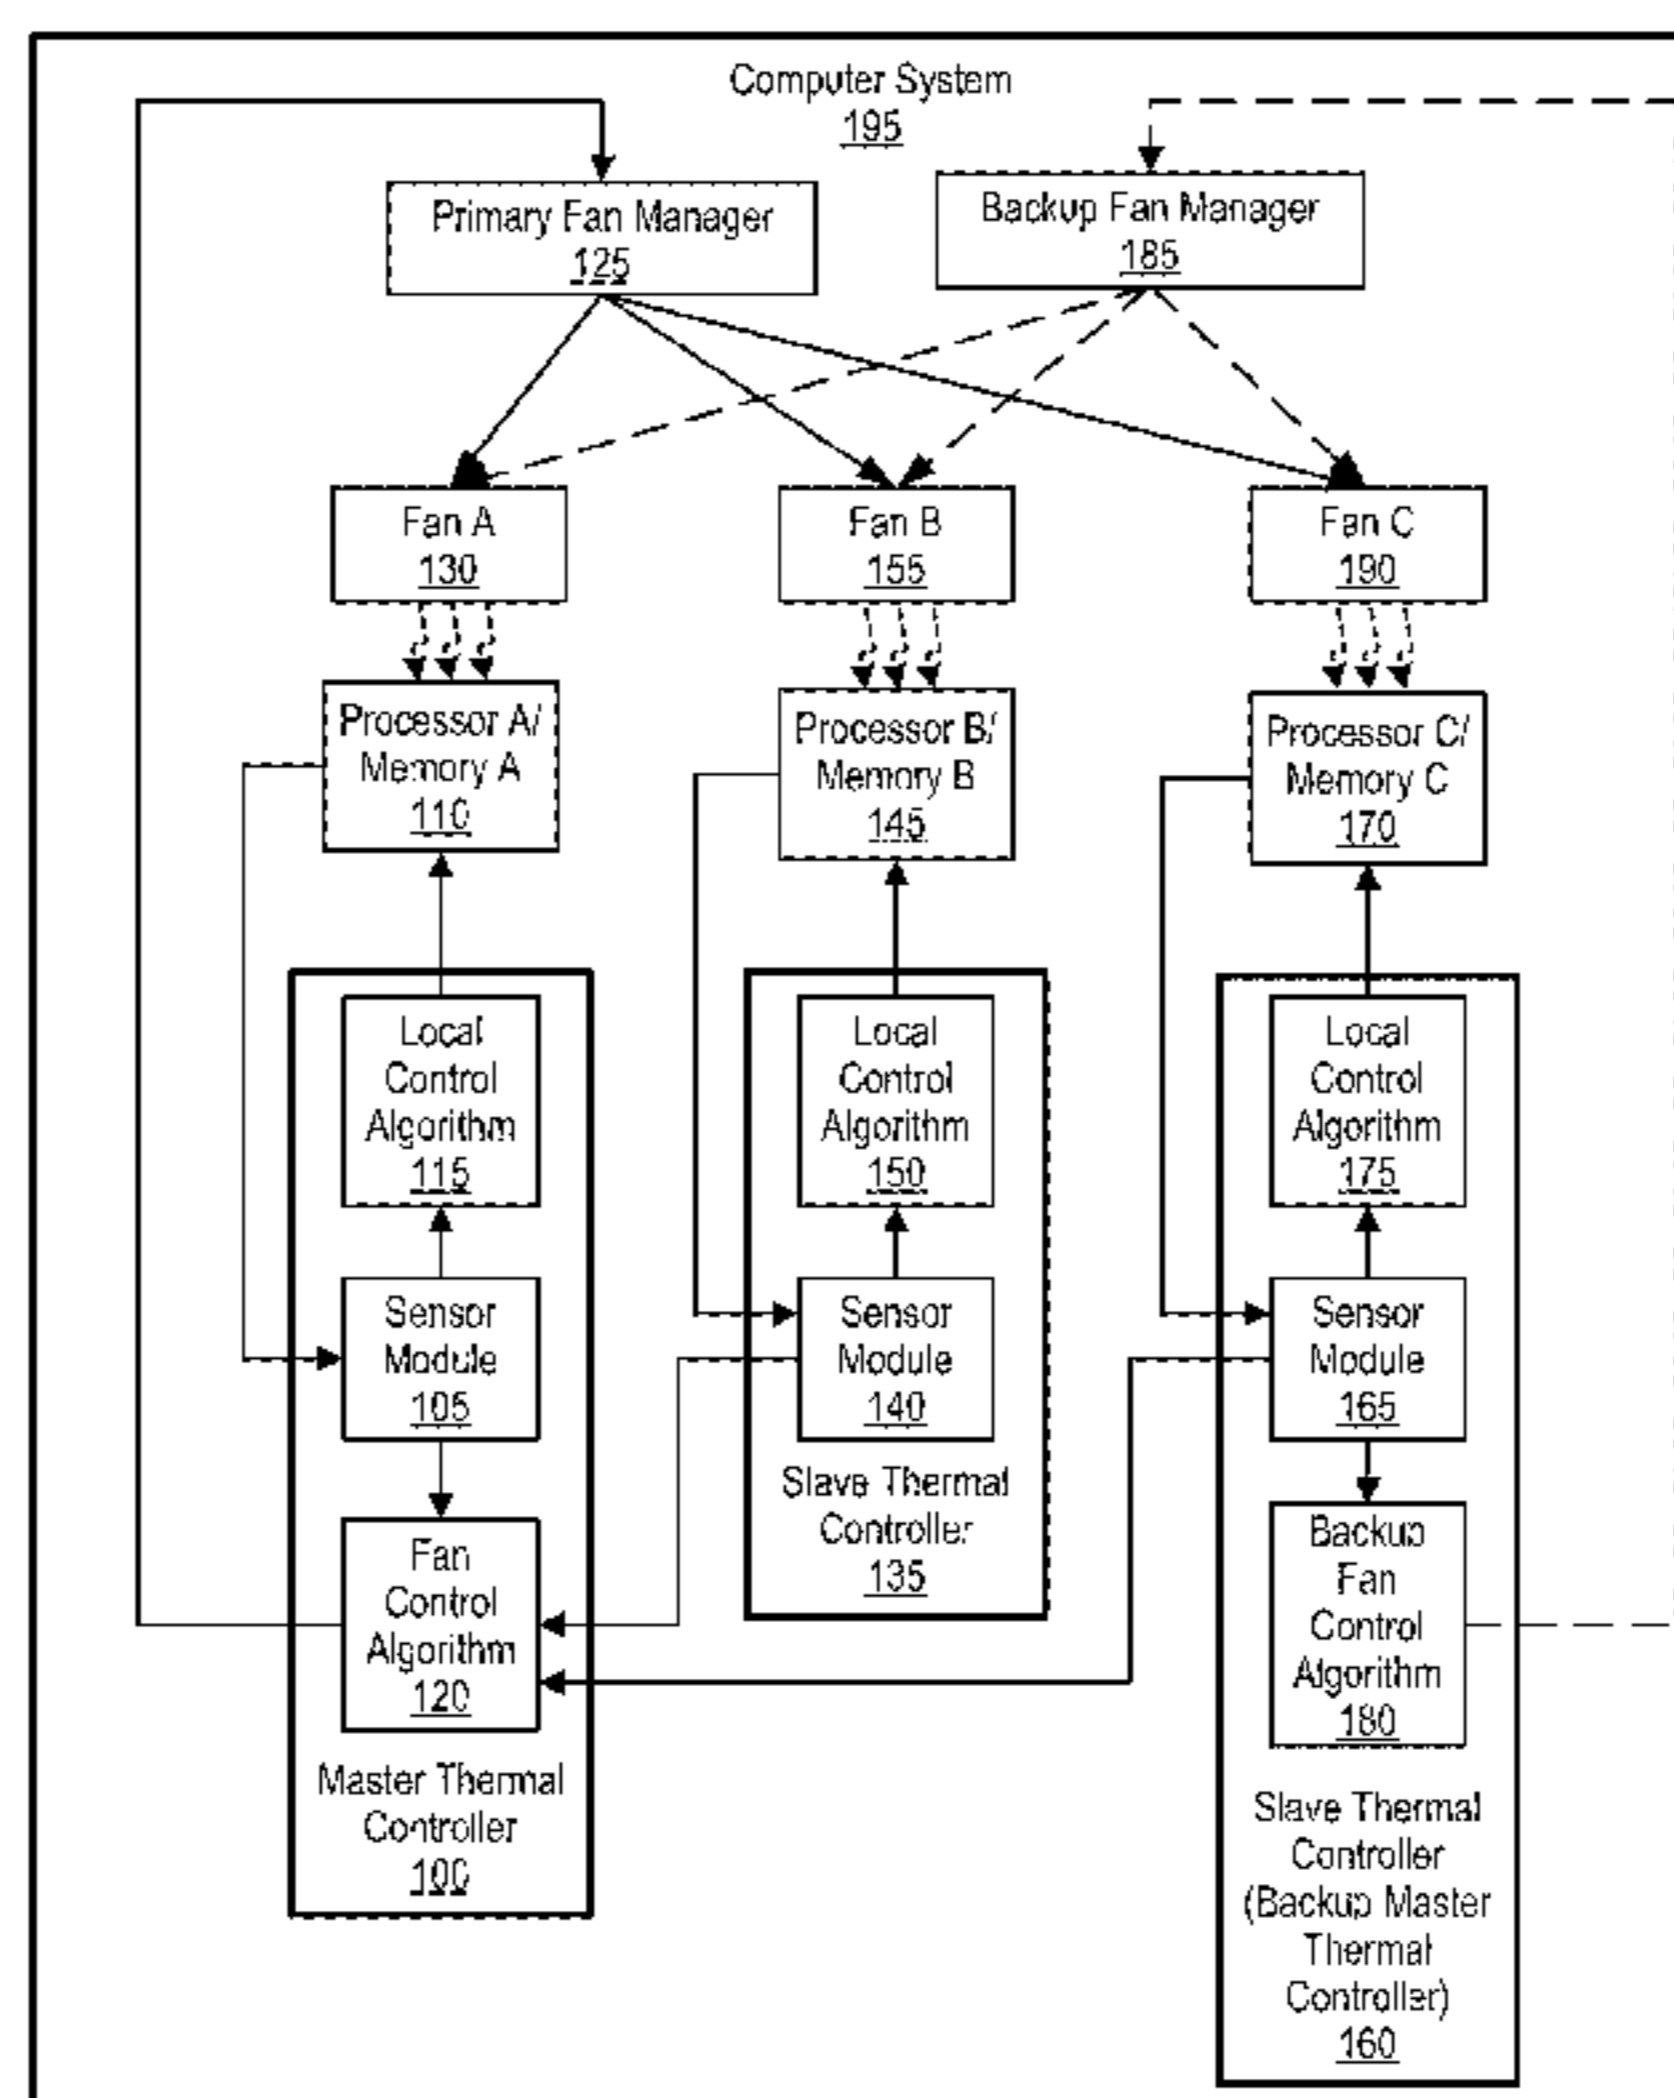 Computer System
195
Primary Fan Manager
125
Backup Fan Manager
185
Fan A
130
Fan B
155
Fan C
190
Processor A/
Memory A
110
Processor B/
Memory B
145
Processor C/
Memory C
170
Local
Control
Algorithm
115
Local
Control
Algorithm
150
Local
Control
Algorithm
175
Sensor
Module
105
Sensor
Module
140
Sensor
Module
165
Fan
Control
Algorithm
120
Slave Thermal
Controller
135
Backup
Fan
Control
Algorithm
180
Master Thermal
Controller
100
Slave Thermal
Controller
(Backup Master
Thermal
Controller)
160